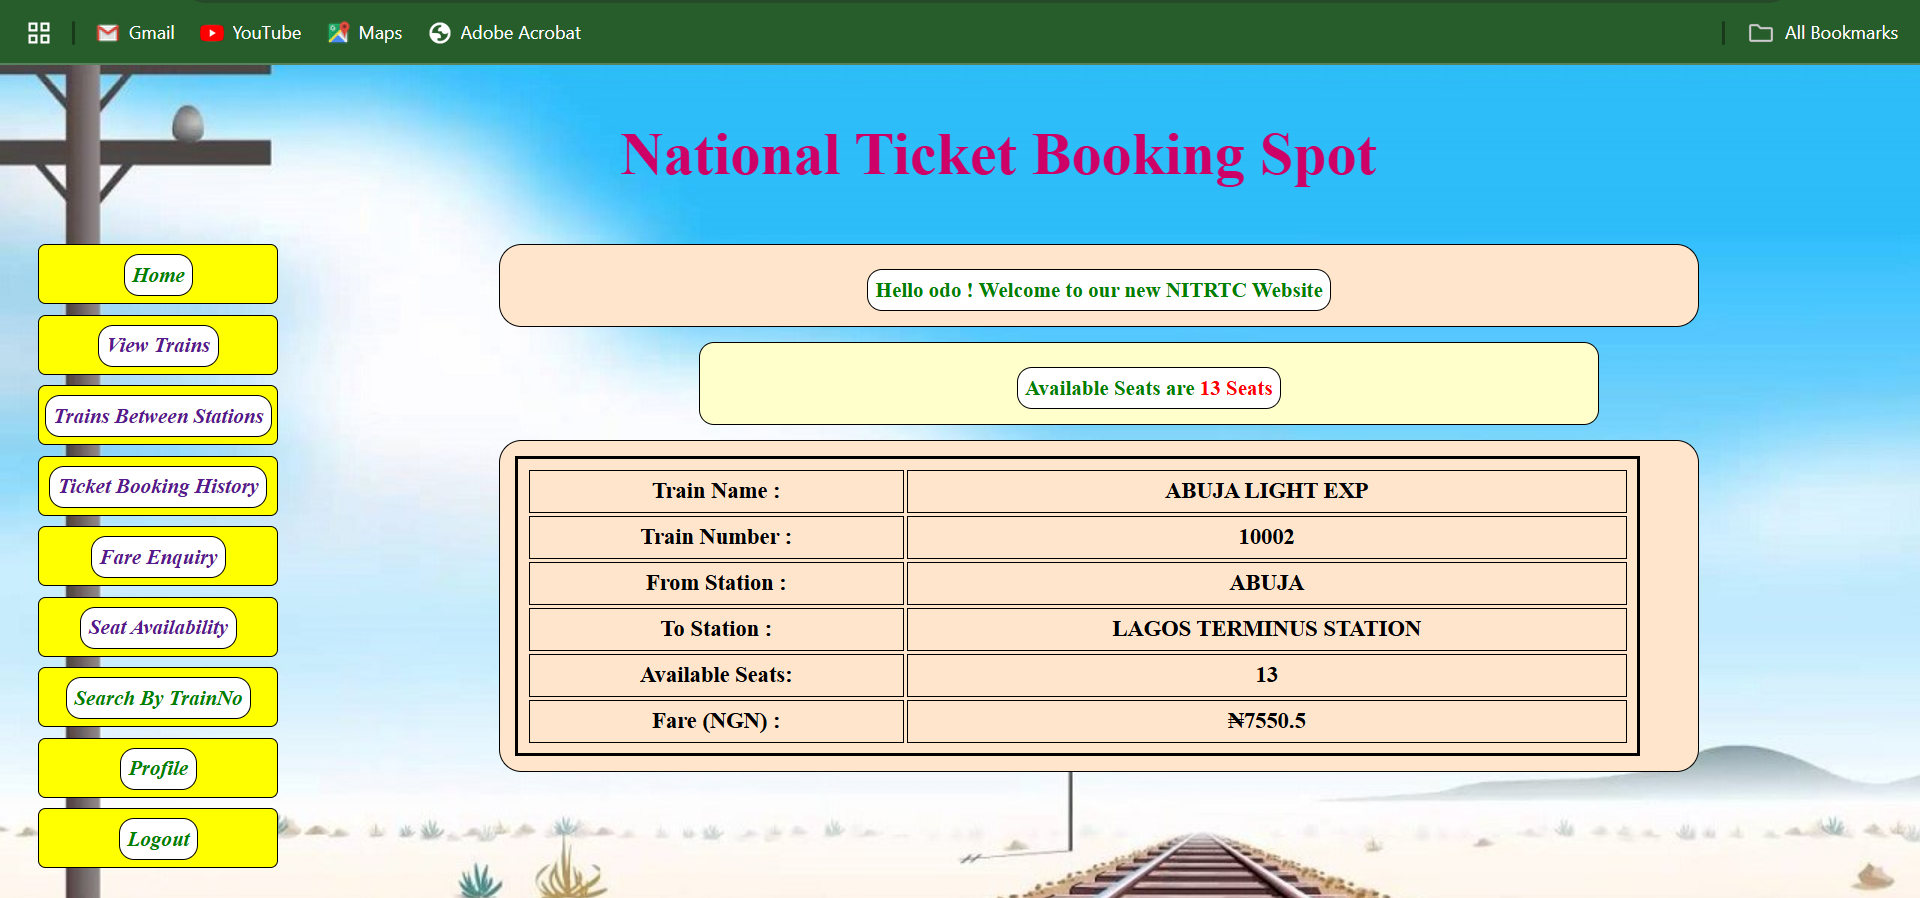 Gmail
YouTube
Maps
Adobe Acrobat
All Bookmarks
National Ticket Booking Spot
Home
View Trains
Trains Between Stations
Ticket Booking History
Fare Enquiry
Seat Availability
Search By TrainNo
Profile
Logout
Hello odo ! Welcome to our new NITRTC Website
Available Seats are 13 Seats
Train Name : ABUJA LIGHT EXP
Train Number : 10002
From Station : ABUJA
To Station : LAGOS TERMINUS STATION
Available Seats: 13
Fare (NGN) : ₦7550.5